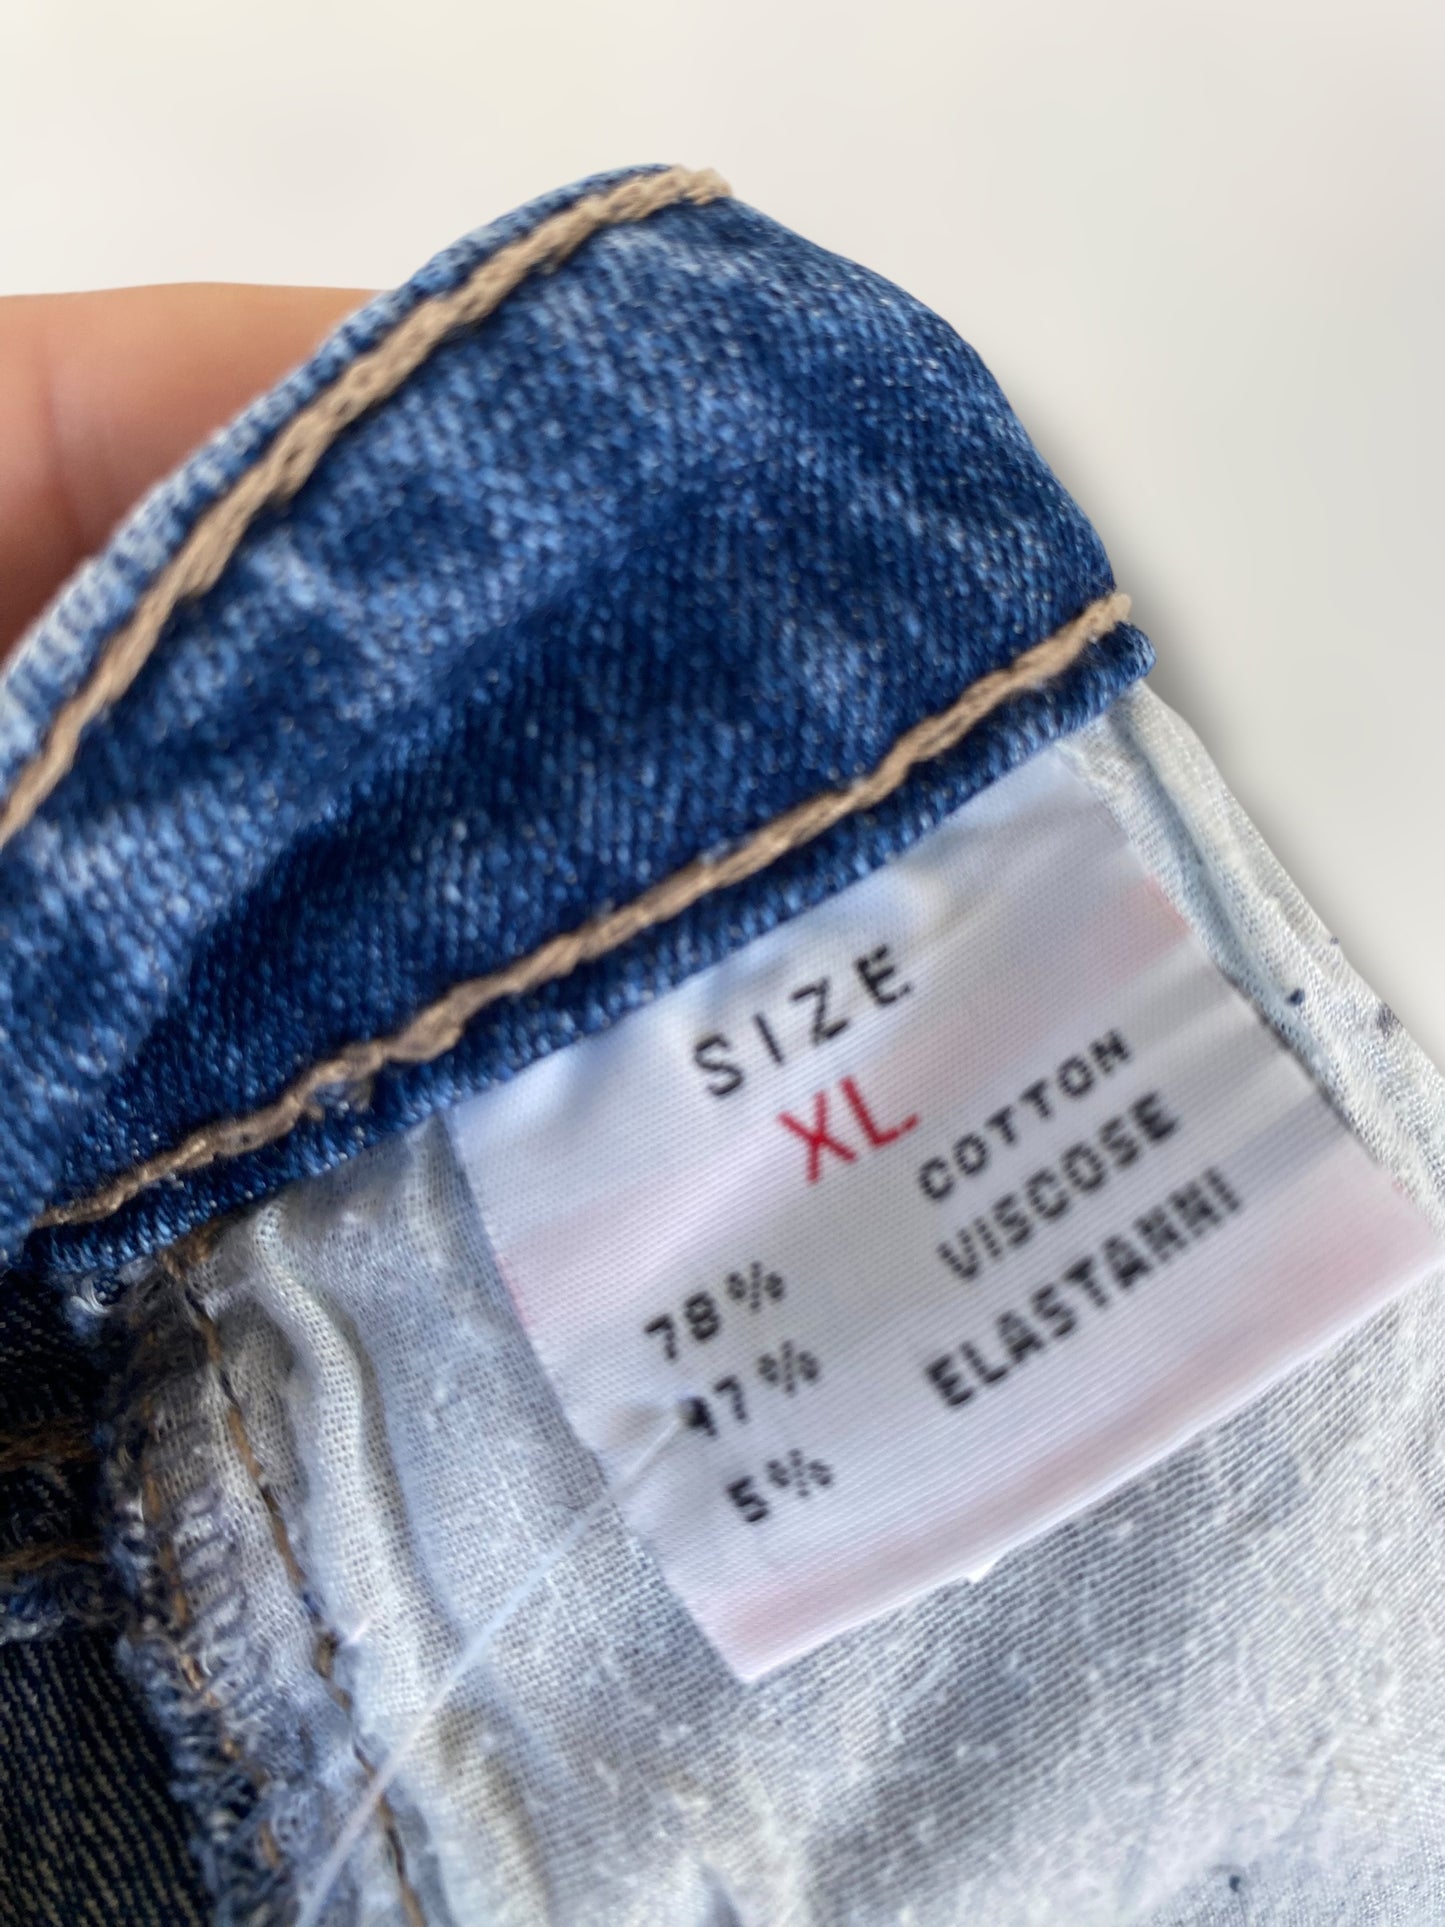 SIZE
XL
78% COTTON
17% VISCOSE
5% ELASTANNI